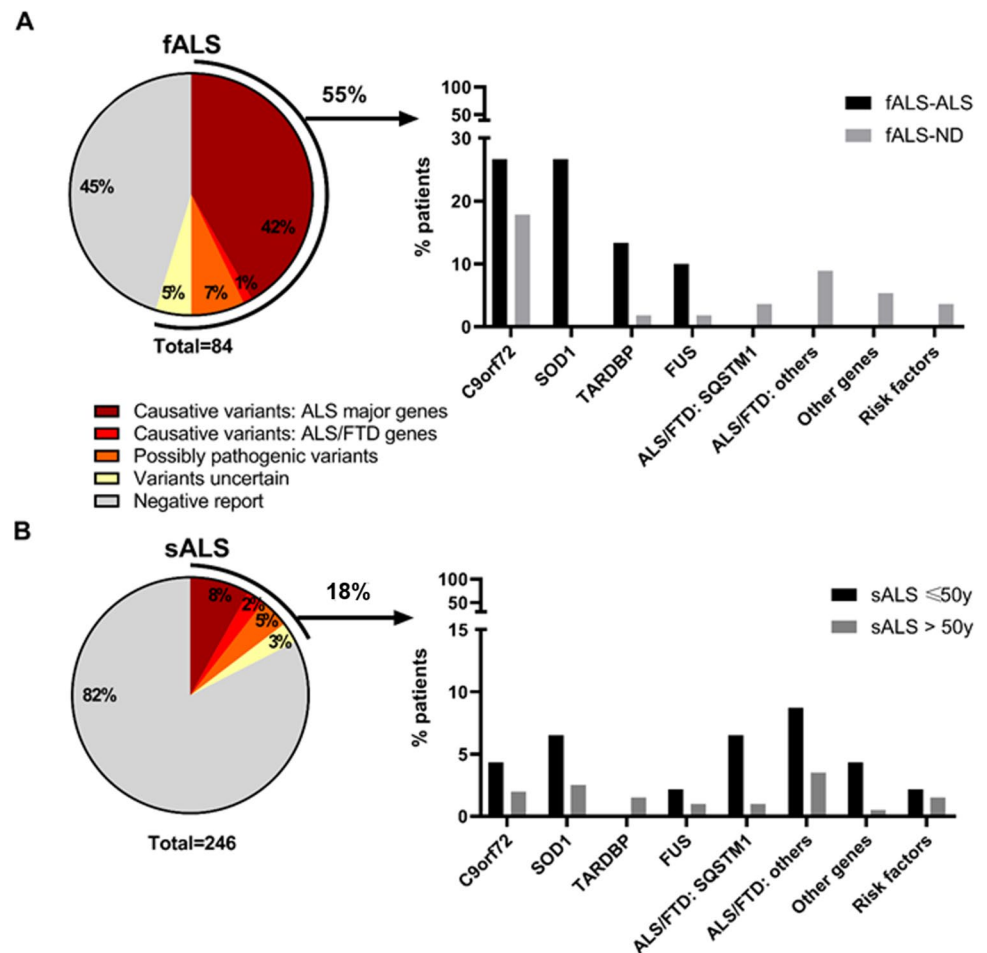 A
fALS
45%
42%
1%
7%
5%
Total=84
55%
100
50
30
20
10
0
% patients
fALS-ALS
fALS-ND
C9orf72
SOD1
TARDBP
FUS
ALS/FTD: SQSTM1
ALS/FTD: others
Other genes
Risk factors
Causative variants: ALS major genes
Causative variants: ALS/FTD genes
Possibly pathogenic variants
Variants uncertain
Negative report
B
sALS
8%
2%
5%
3%
82%
Total=246
18%
100
50
15
10
5
0
% patients
sALS ≤50y
sALS > 50y
C9orf72
SOD1
TARDBP
FUS
ALS/FTD: SQSTM1
ALS/FTD: others
Other genes
Risk factors